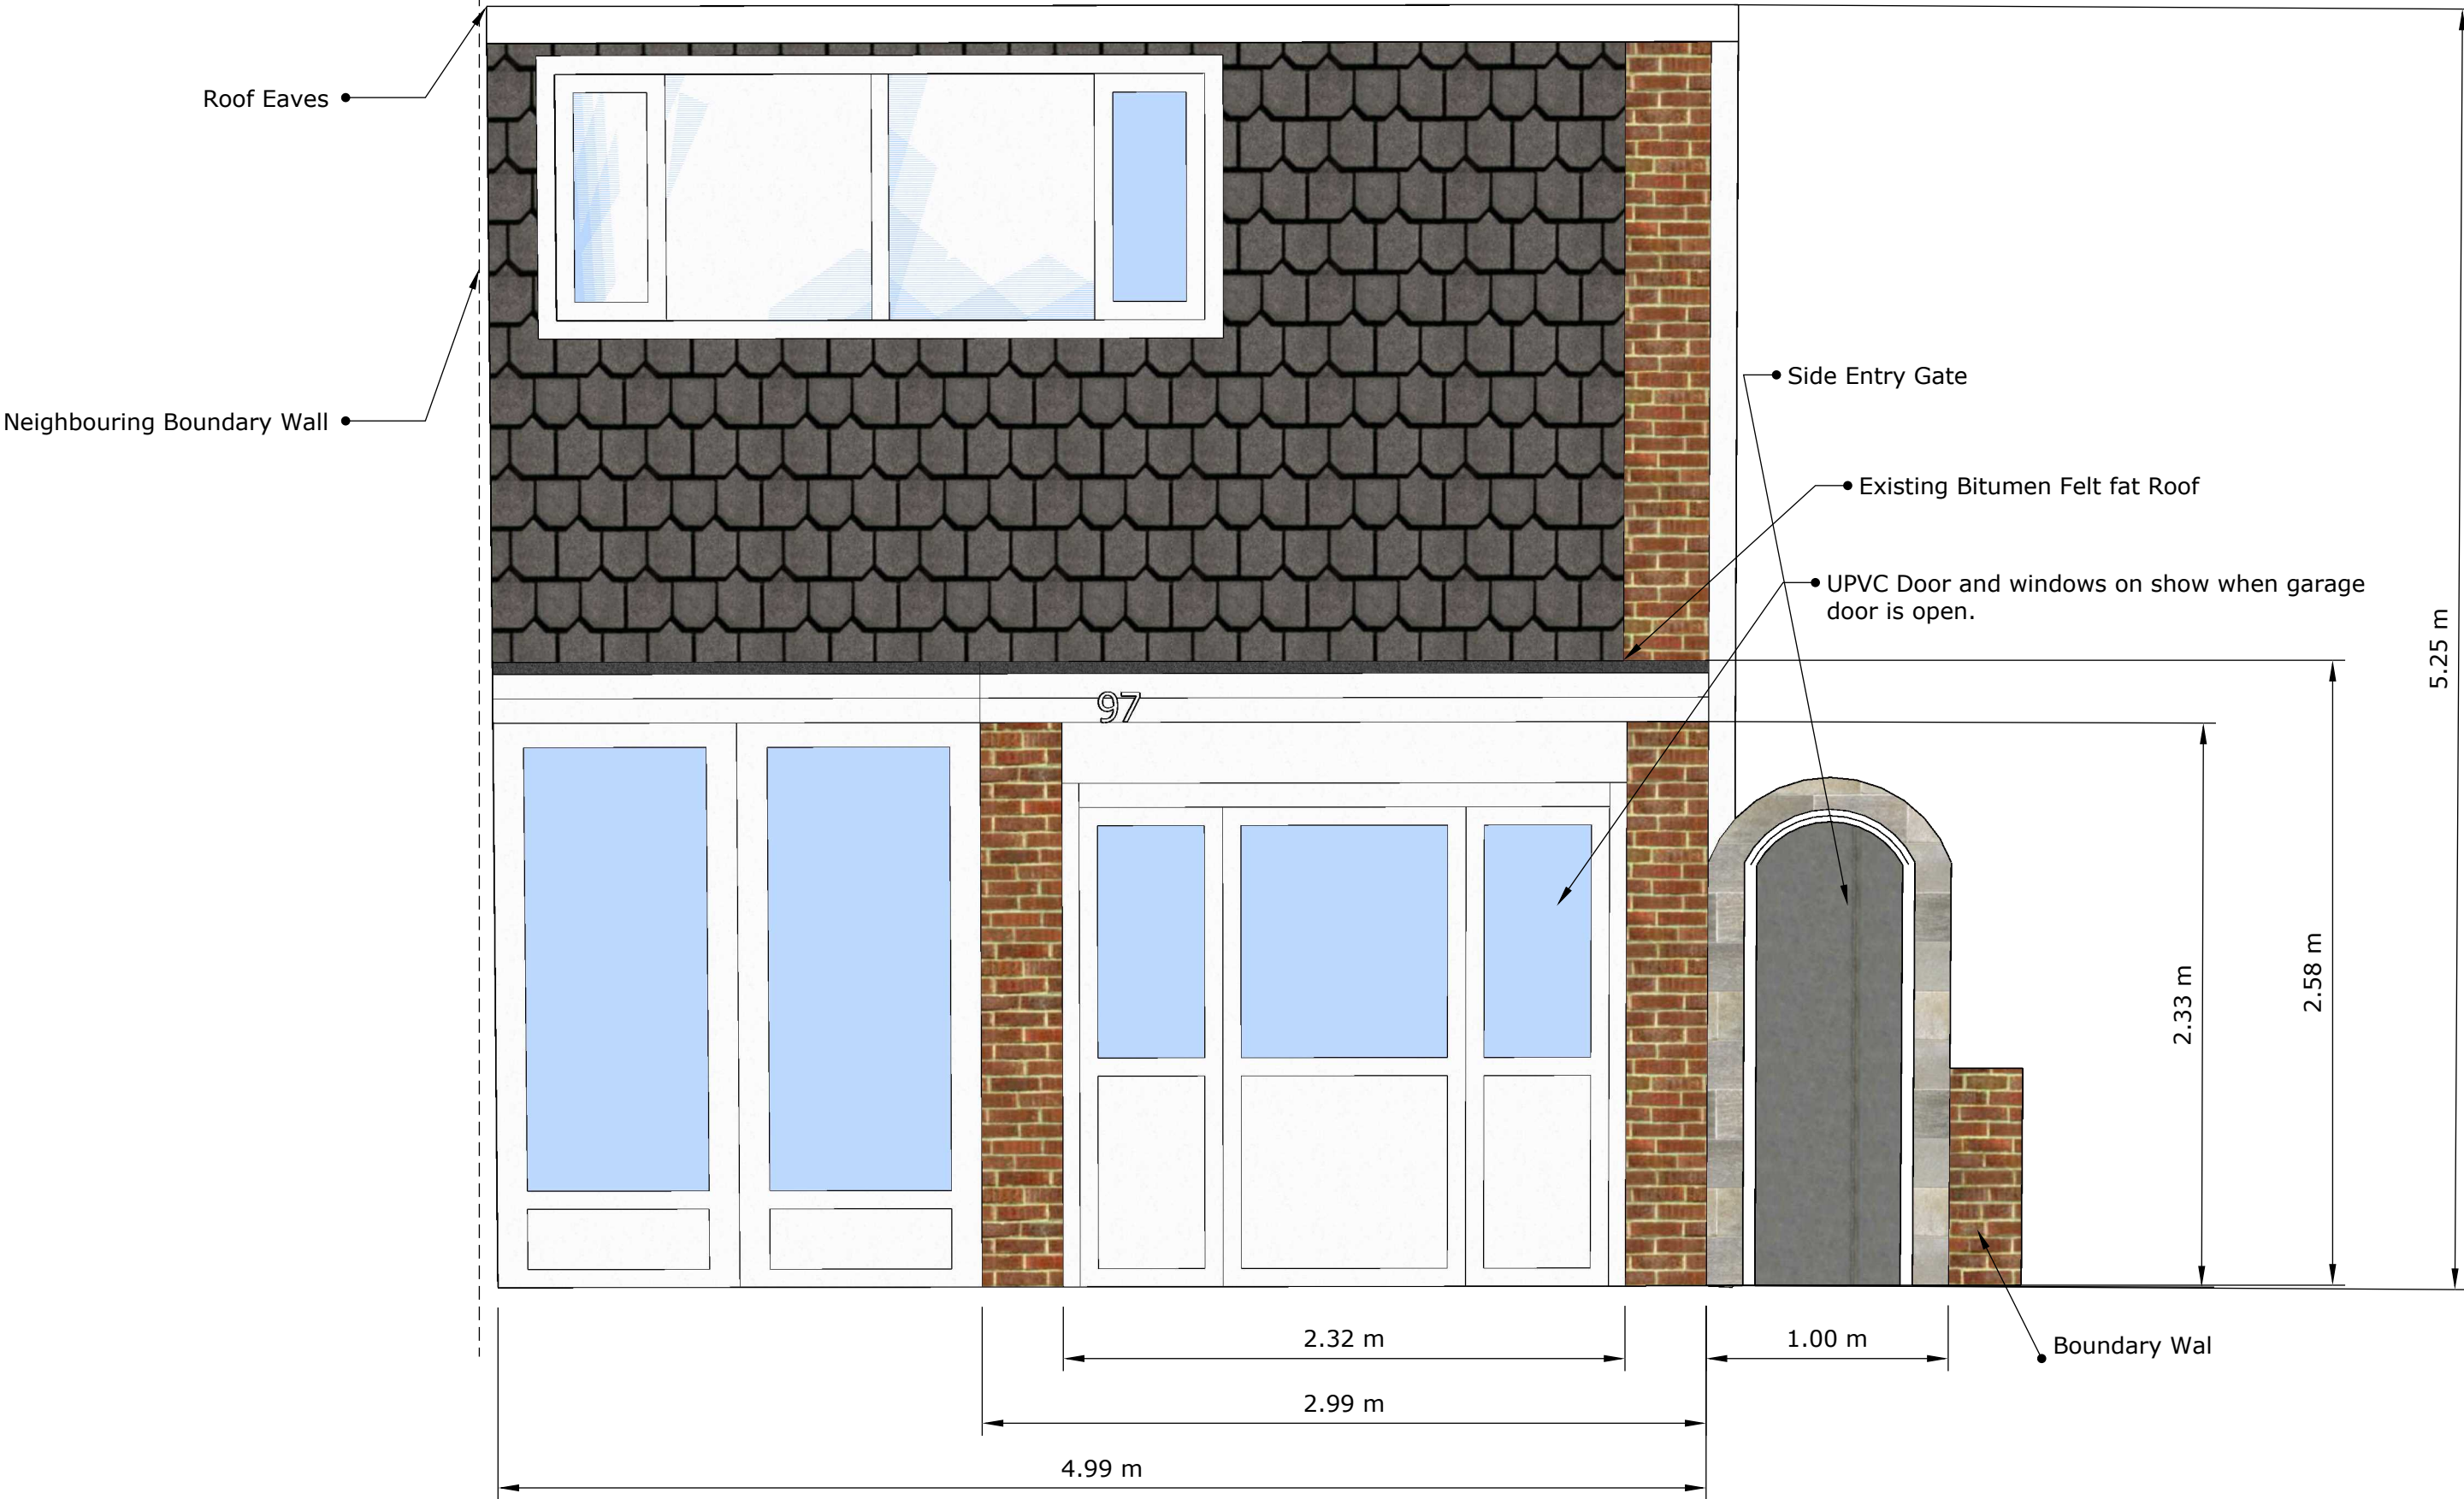 Roof Eaves
Neighbouring Boundary Wall
Side Entry Gate
Existing Bitumen Felt fat Roof
UPVC Door and windows on show when garage
door is open.
97
5.25 m
2.58 m
2.33 m
2.32 m
1.00 m
Boundary Wal
2.99 m
4.99 m